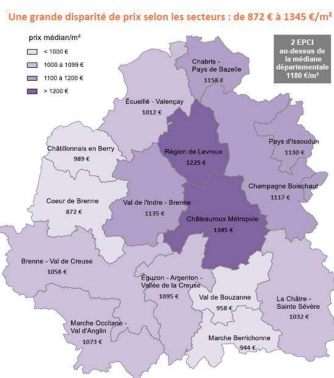 Une grande disparité de prix selon les secteurs : de 872 € à 1345 €/m²
prix médian/m²
< 1000 €
1000 à 1099 €
1100 à 1200 €
> 1200 €
2 EPCI
au-dessus de
la médiane
départementale
1180 €/m²
Chabris -
Pays de Bazelle
1158 €
Écueillé - Valençay
1012 €
Châtillonnais en Berry
989 €
Région de Levroux
1225 €
Pays d'Issoudun
1130 €
Coeur de Brenne
872 €
Val de l'Indre - Brenne
1135 €
Champagne Boischaut
1117 €
Châteauroux Métropole
1345 €
Brenne - Val de Creuse
1058 €
Éguzon - Argenton -
Vallée de la Creuse
1095 €
Val de Bouzanne
958 €
La Châtre -
Sainte Sévère
1032 €
Marche Occitane -
Val d'Anglin
1073 €
Marche Berrichonne
944 €